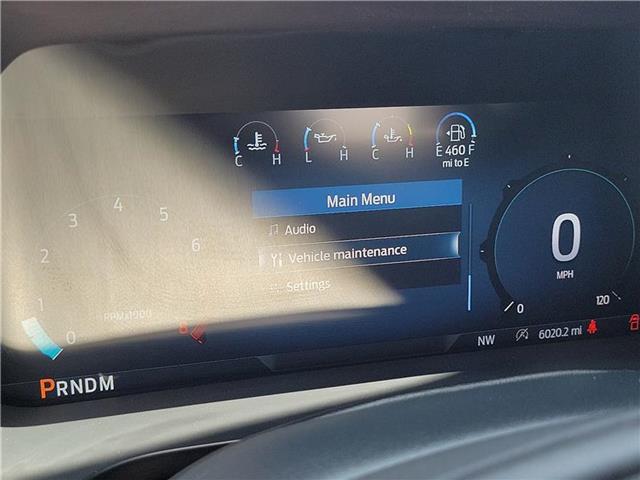 C H L H C H E 460 F
mi to E
Main Menu
Audio
Vehicle maintenance
Settings
0
MPH
0 120
0 1 2 3 4 5 6 8
RPMx1000
PRNDM
NW 6020.2 mi